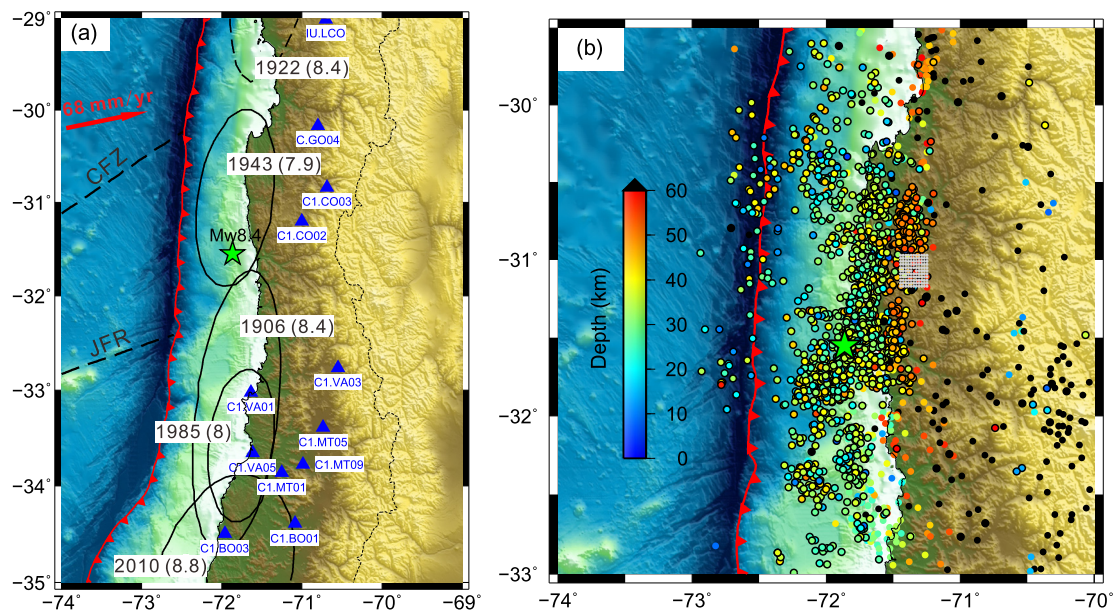 (a)
−29°
−30°
−31°
−32°
−33°
−34°
−35°
−74
−73
−72
−71
−70
−69
IU.LCO
1922 (8.4)
68 mm/yr
C.GO04
CFZ
1943 (7.9)
C1.CO03
C1.CO02
Mw8.4
1906 (8.4)
JFR
C1.VA03
C1.VA01
1985 (8)
C1.MT05
C1.VA05
C1.MT09
C1.MT01
C1.BO03
C1.BO01
2010 (8.8)
(b)
−30°
−31°
−32°
−33°
−73
−72
−71
−70
Depth (km)
60
50
40
30
20
10
0